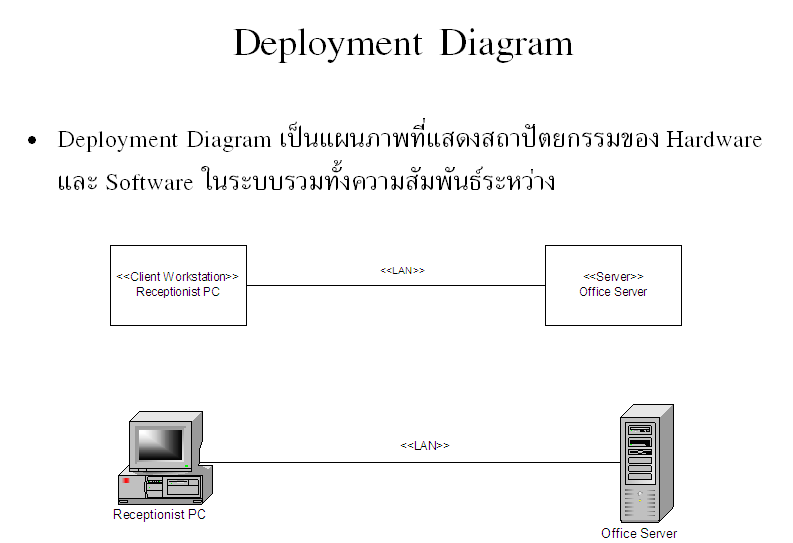 Deployment Diagram
• Deployment Diagram เป็นแผนภาพที่แสดงสถาปัตยกรรมของ Hardware
และ Software ในระบบรวมทั้งความสัมพันธ์ระหว่าง
<<Client Workstation>>
Receptionist PC
<<LAN>>
<<Server>>
Office Server
<<LAN>>
Receptionist PC
Office Server